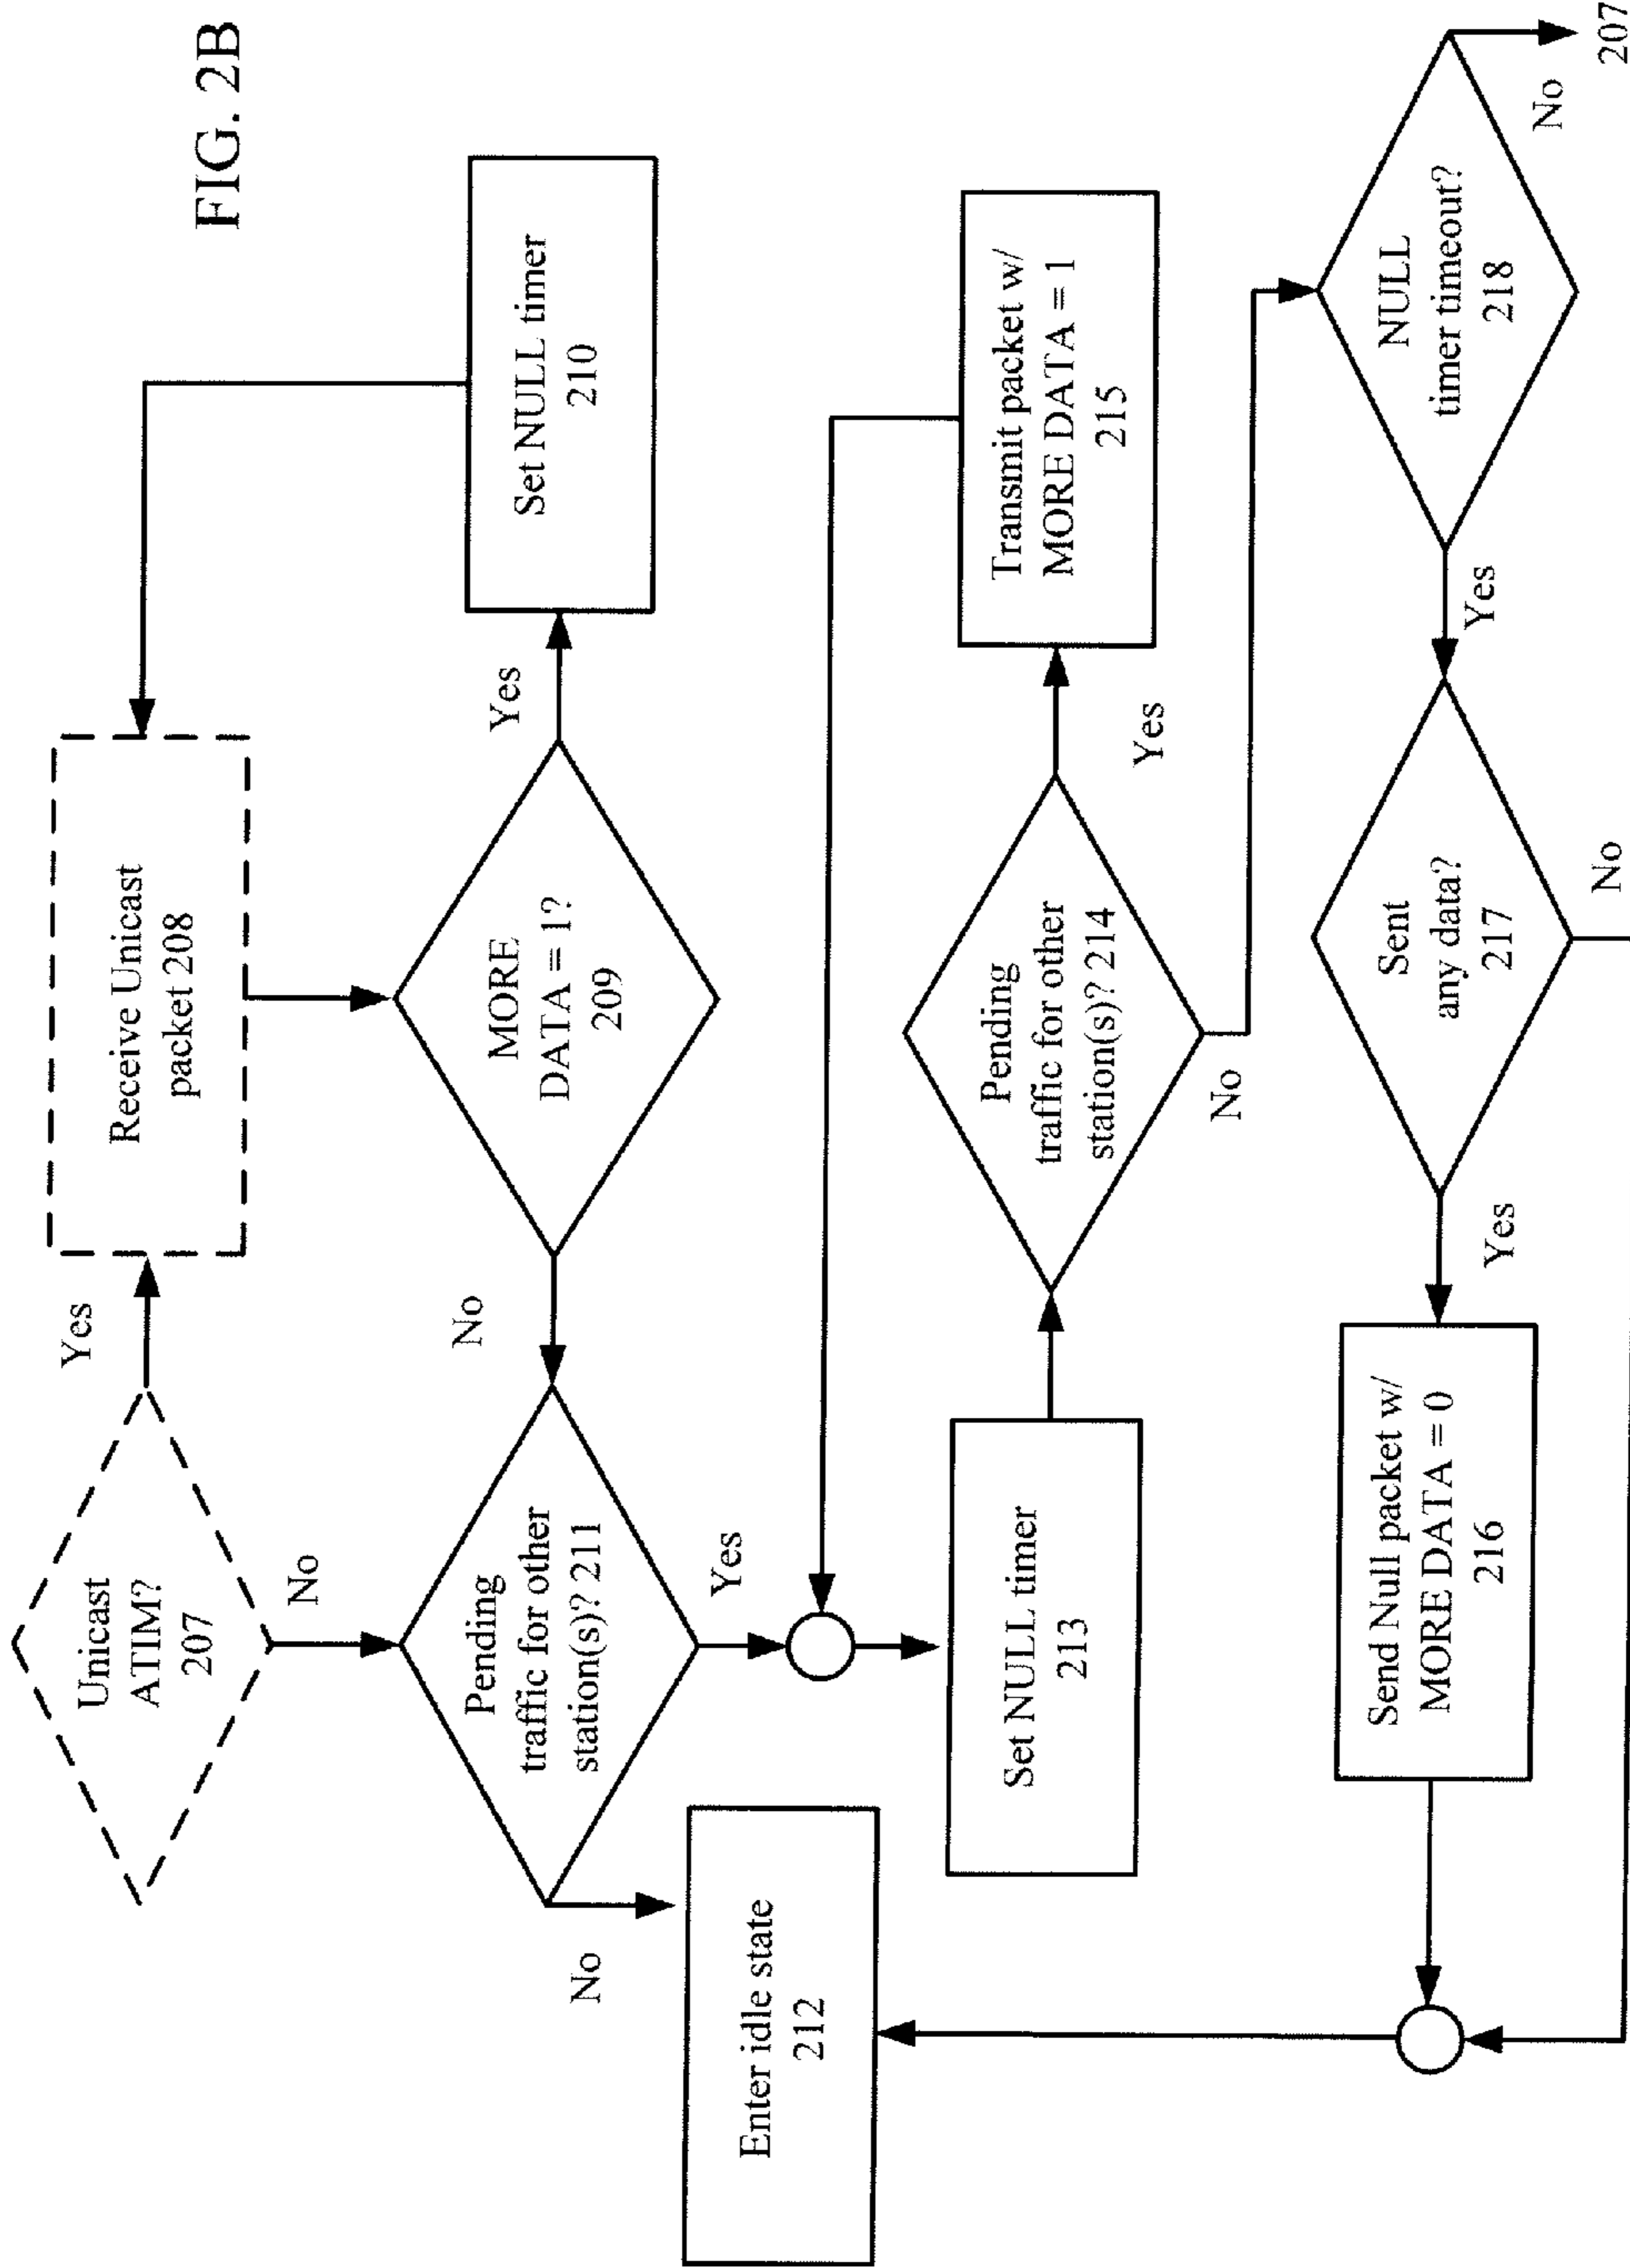 FIG. 2B
Unicast
ATIM?
207
Yes
Receive Unicast
packet 208
No
Pending
traffic for other
station(s)? 211
No
MORE
DATA = 1?
209
Yes
Set NULL timer
210
No
Enter idle state
212
Yes
Set NULL timer
213
Pending
traffic for other
station(s)? 214
Yes
Transmit packet w/
MORE DATA = 1
215
No
Send Null packet w/
MORE DATA = 0
216
Yes
Sent
any data?
217
Yes
NULL
timer timeout?
218
No
No
207